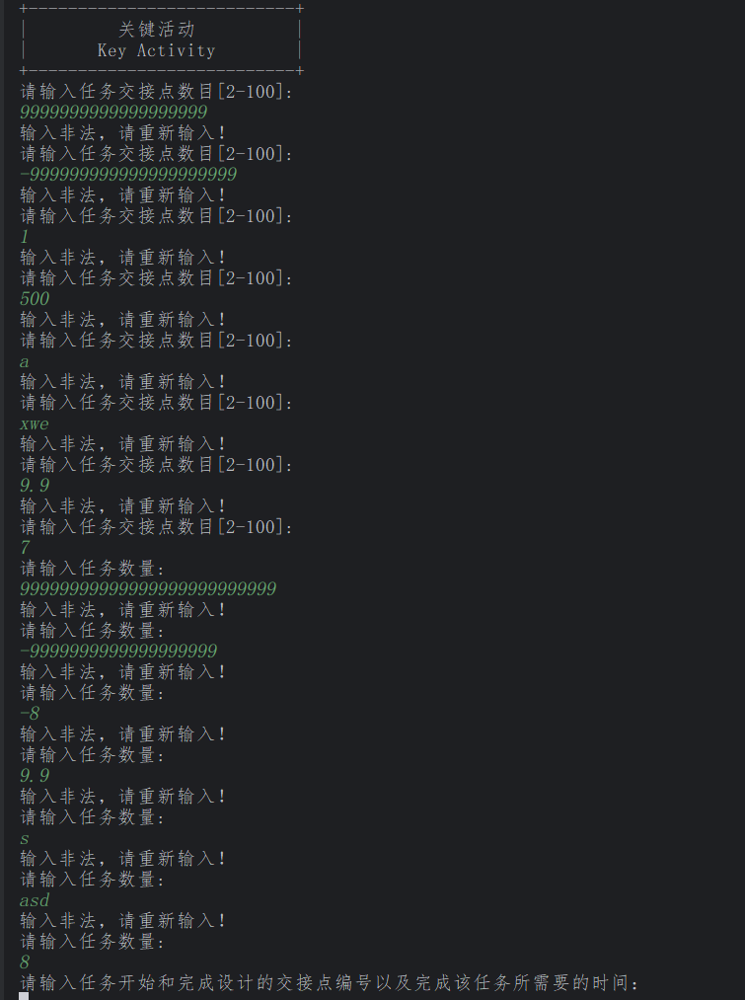 +---------------------------+
|         关键活动          |
|       Key Activity        |
+---------------------------+
请输入任务交接点数目[2-100]:
9999999999999999999
输入非法，请重新输入!
请输入任务交接点数目[2-100]:
-999999999999999999999
输入非法，请重新输入!
请输入任务交接点数目[2-100]:
1
输入非法，请重新输入!
请输入任务交接点数目[2-100]:
500
输入非法，请重新输入!
请输入任务交接点数目[2-100]:
a
输入非法，请重新输入!
请输入任务交接点数目[2-100]:
xwe
输入非法，请重新输入!
请输入任务交接点数目[2-100]:
9.9
输入非法，请重新输入!
请输入任务交接点数目[2-100]:
7
请输入任务数量:
99999999999999999999999999
输入非法，请重新输入!
请输入任务数量:
-9999999999999999999
输入非法，请重新输入!
请输入任务数量:
-8
输入非法，请重新输入!
请输入任务数量:
9.9
输入非法，请重新输入!
请输入任务数量:
s
输入非法，请重新输入!
请输入任务数量:
asd
输入非法，请重新输入!
请输入任务数量:
8
请输入任务开始和完成设计的交接点编号以及完成该任务所需要的时间: